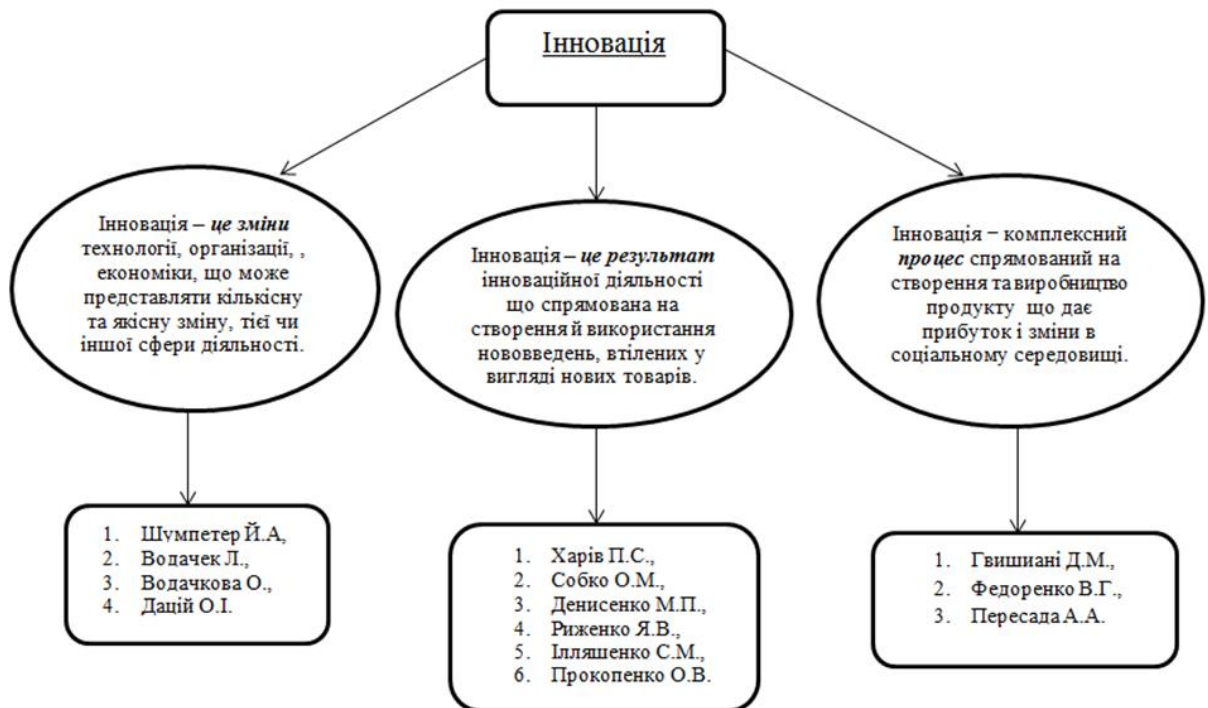 Інновація
Інновація – це зміни
технології, організації, ,
економіки, що може
представляти кількісну
та якісну зміну, тієї чи
іншої сфери діяльності.
Інновація – це результат
інноваційної діяльності
що спрямована на
створення й використання
нововведень, втілених у
вигляді нових товарів.
Інновація − комплексний
процес спрямований на
створення та виробництво
продукту що дає
прибуток і зміни в
соціальному середовищі.
1. Шумпетер Й.А,
2. Водачек Л.,
3. Водачкова О.,
4. Дацій О.І.
1. Харів П.С.,
2. Собко О.М.,
3. Денисенко М.П.,
4. Риженко Я.В.,
5. Ілляшенко С.М.,
6. Прокопенко О.В.
1. Гвишиані Д.М.,
2. Федоренко В.Г.,
3. Пересада А.А.